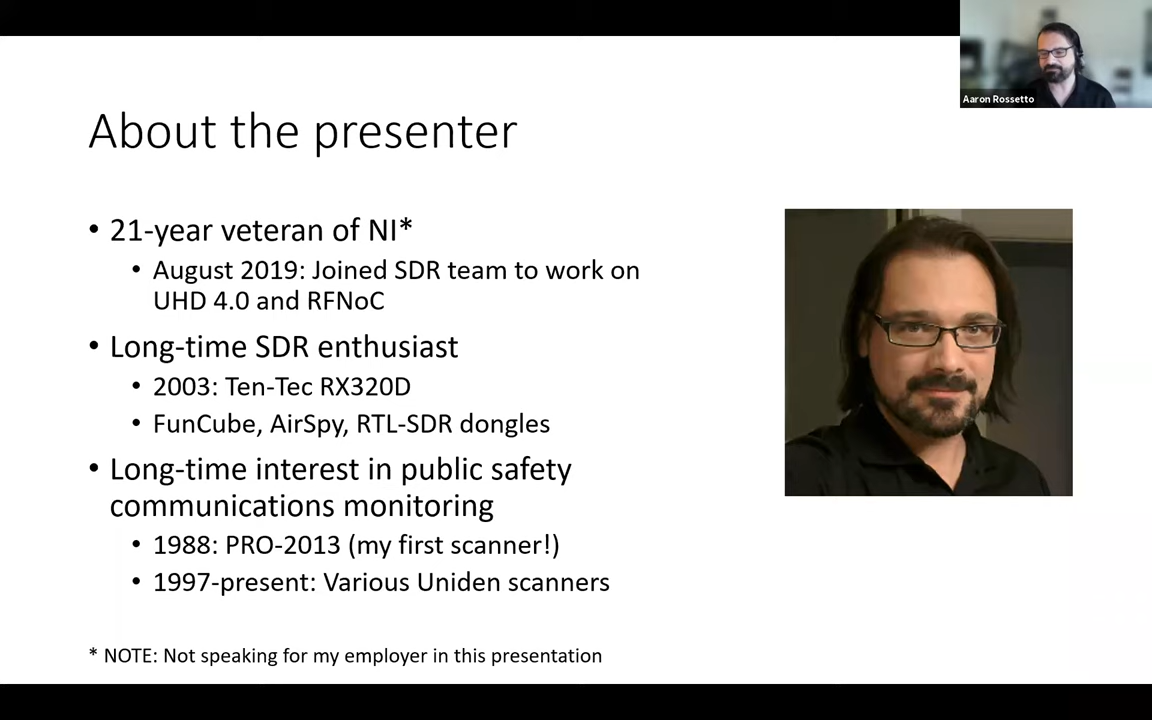 Aaron Rossetto
About the presenter
• 21-year veteran of NI*
• August 2019: Joined SDR team to work on
UHD 4.0 and RFNoC
• Long-time SDR enthusiast
• 2003: Ten-Tec RX320D
• FunCube, AirSpy, RTL-SDR dongles
• Long-time interest in public safety
communications monitoring
• 1988: PRO-2013 (my first scanner!)
• 1997-present: Various Uniden scanners
* NOTE: Not speaking for my employer in this presentation